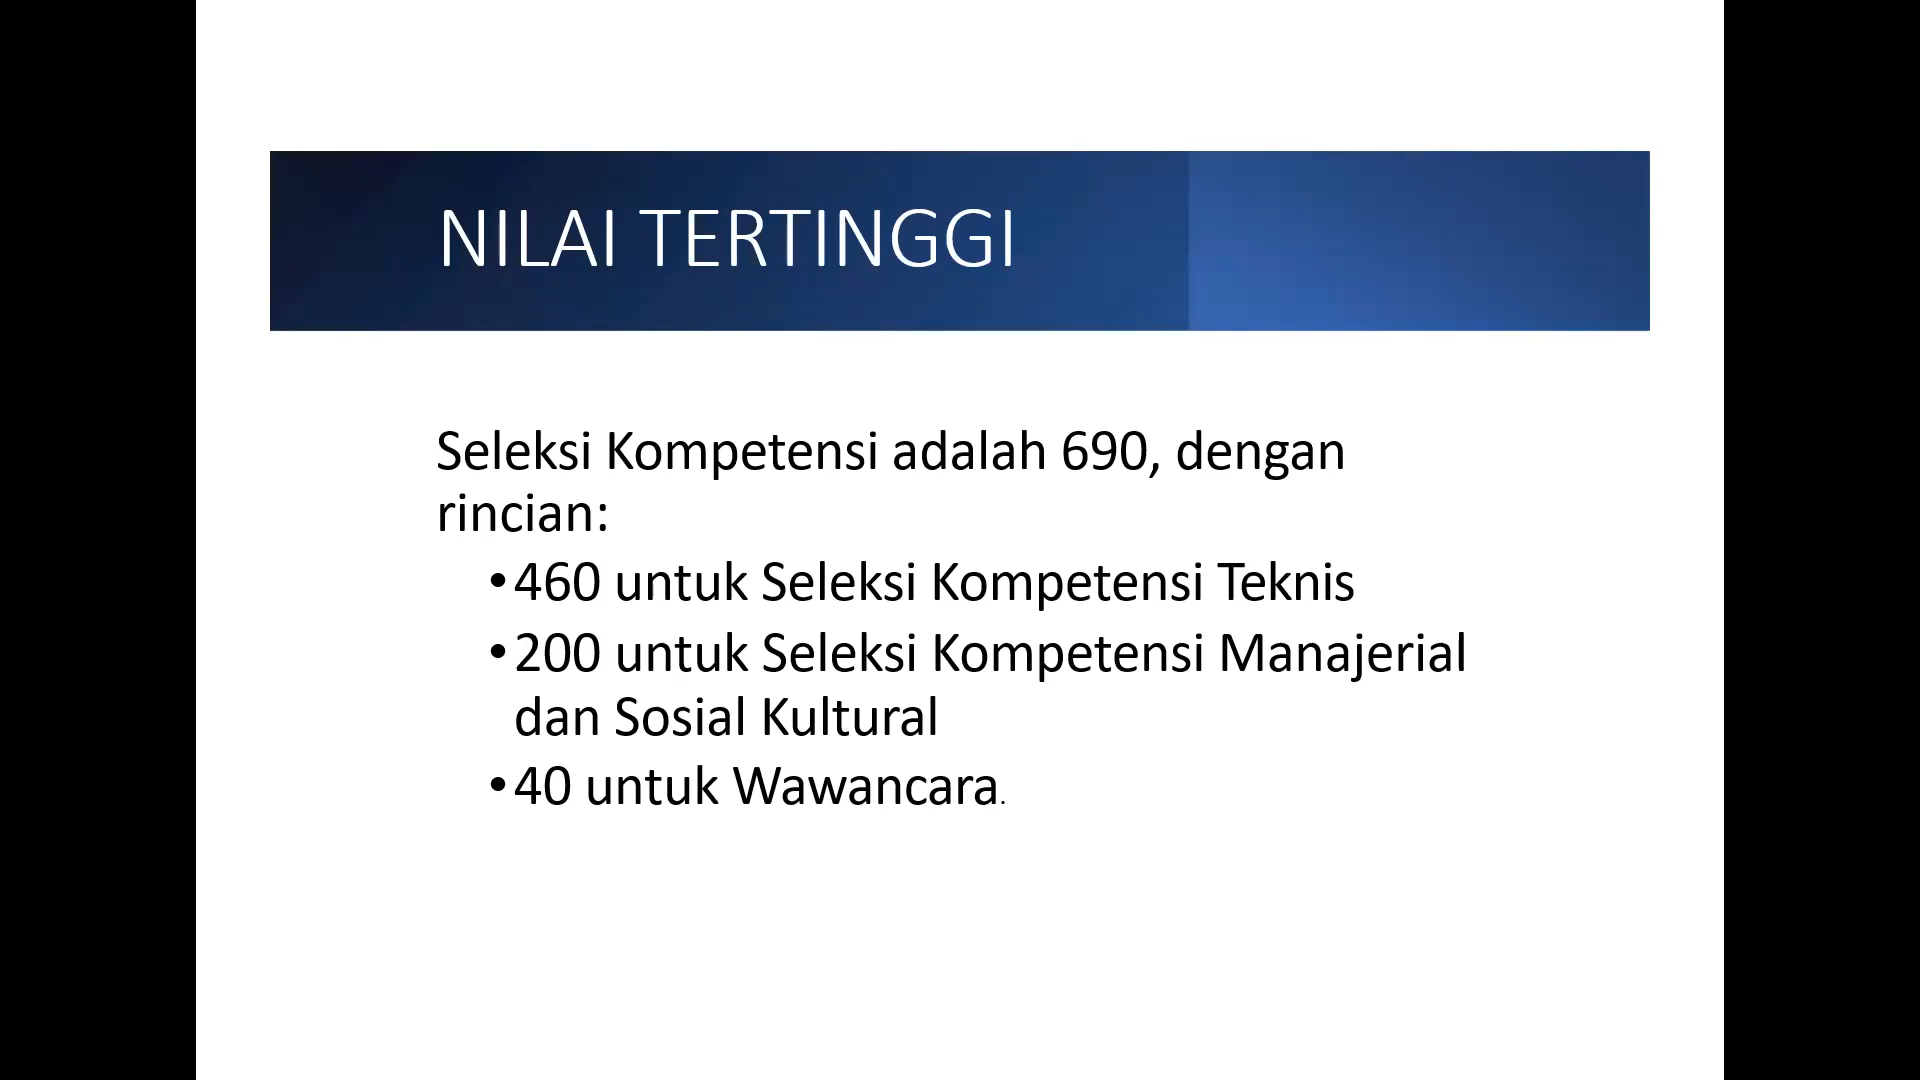 NILAI TERTINGGI
Seleksi Kompetensi adalah 690, dengan
rincian:
•460 untuk Seleksi Kompetensi Teknis
•200 untuk Seleksi Kompetensi Manajerial
dan Sosial Kultural
•40 untuk Wawancara.